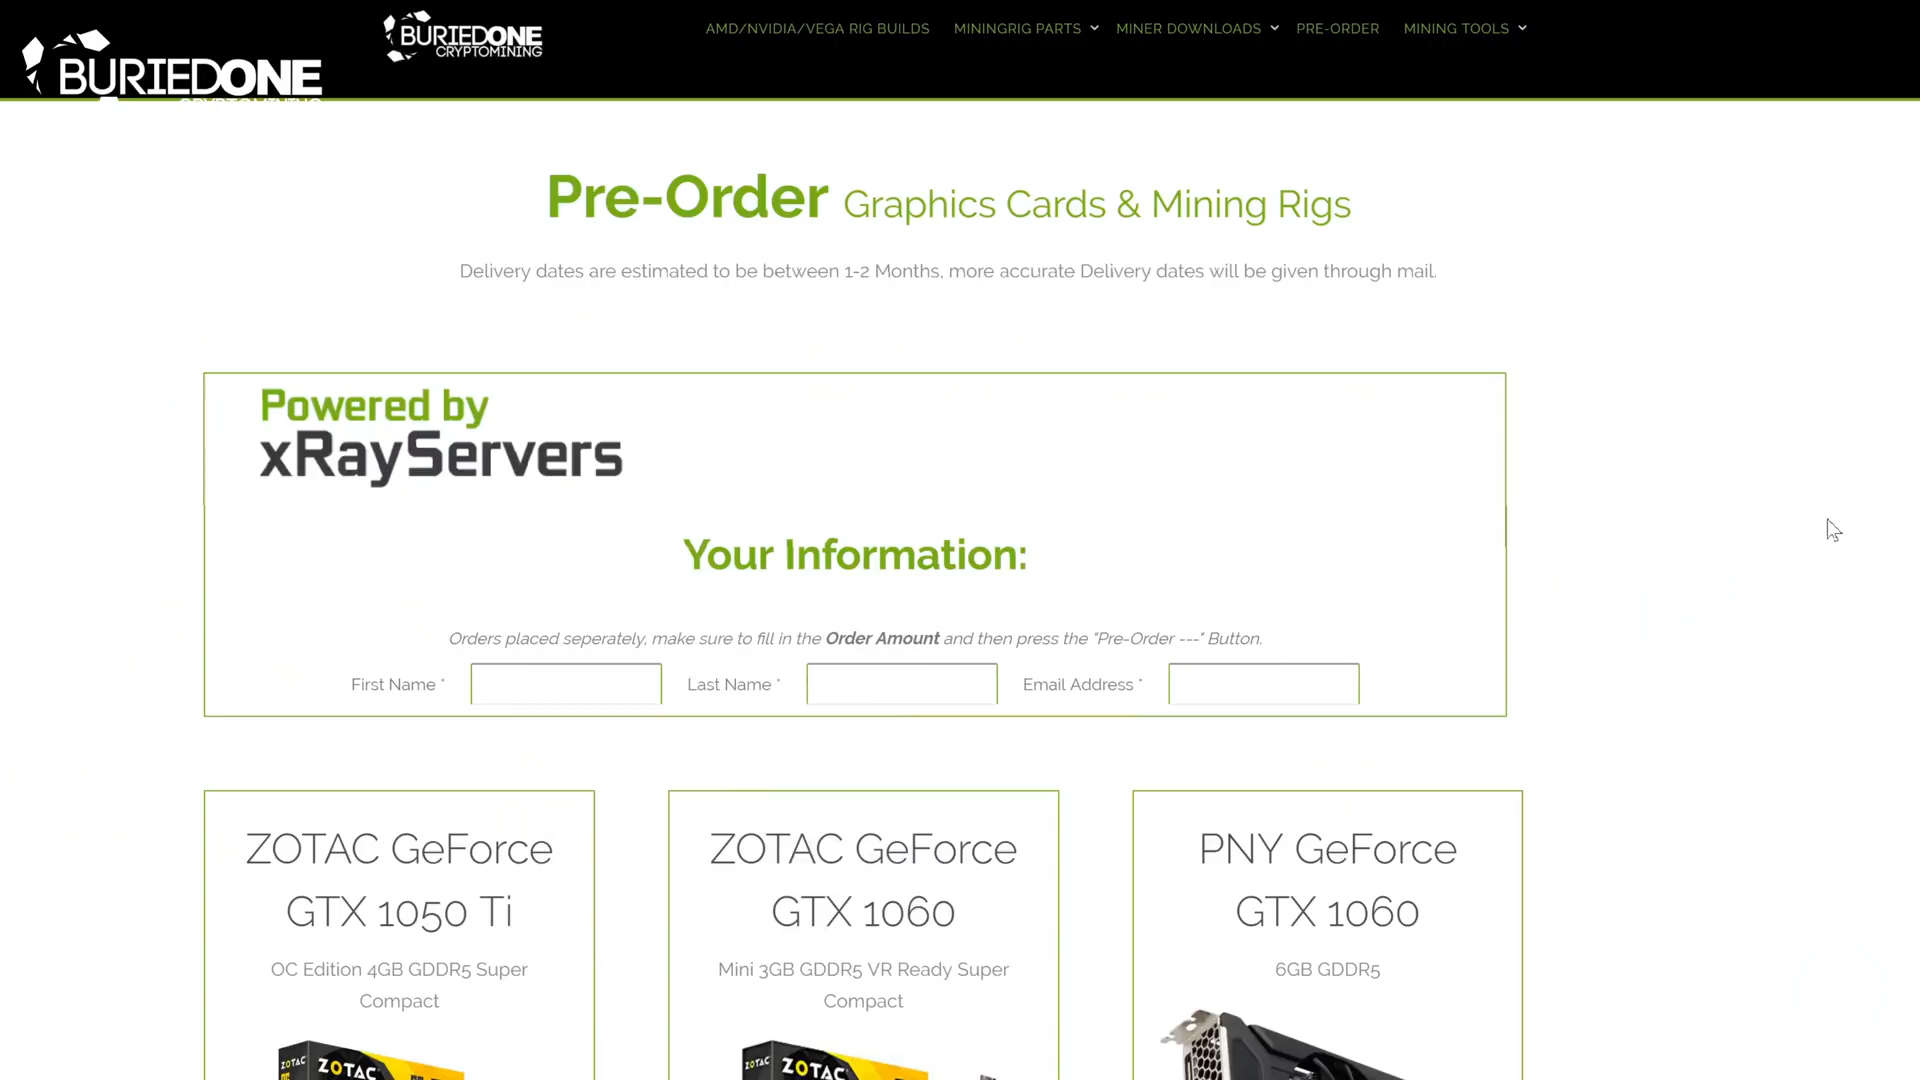 BURIEDONE
BURIEDONE
CRYPTOMINING
AMD/NVIDIA/VEGA RIG BUILDS
MININGRIG PARTS
MINER DOWNLOADS
PRE-ORDER
MINING TOOLS
Pre-Order Graphics Cards & Mining Rigs
Delivery dates are estimated to be between 1-2 Months, more accurate Delivery dates will be given through mail.
Powered by
xRayServers
Your Information:
Orders placed seperately, make sure to fill in the Order Amount and then press the "Pre-Order ---" Button.
First Name *
Last Name *
Email Address *
ZOTAC GeForce
GTX 1050 Ti
OC Edition 4GB GDDR5 Super
Compact
ZOTAC
ZOTAC
ZOTAC GeForce
GTX 1060
Mini 3GB GDDR5 VR Ready Super
Compact
ZOTAC
ZOTAC
PNY GeForce
GTX 1060
6GB GDDR5